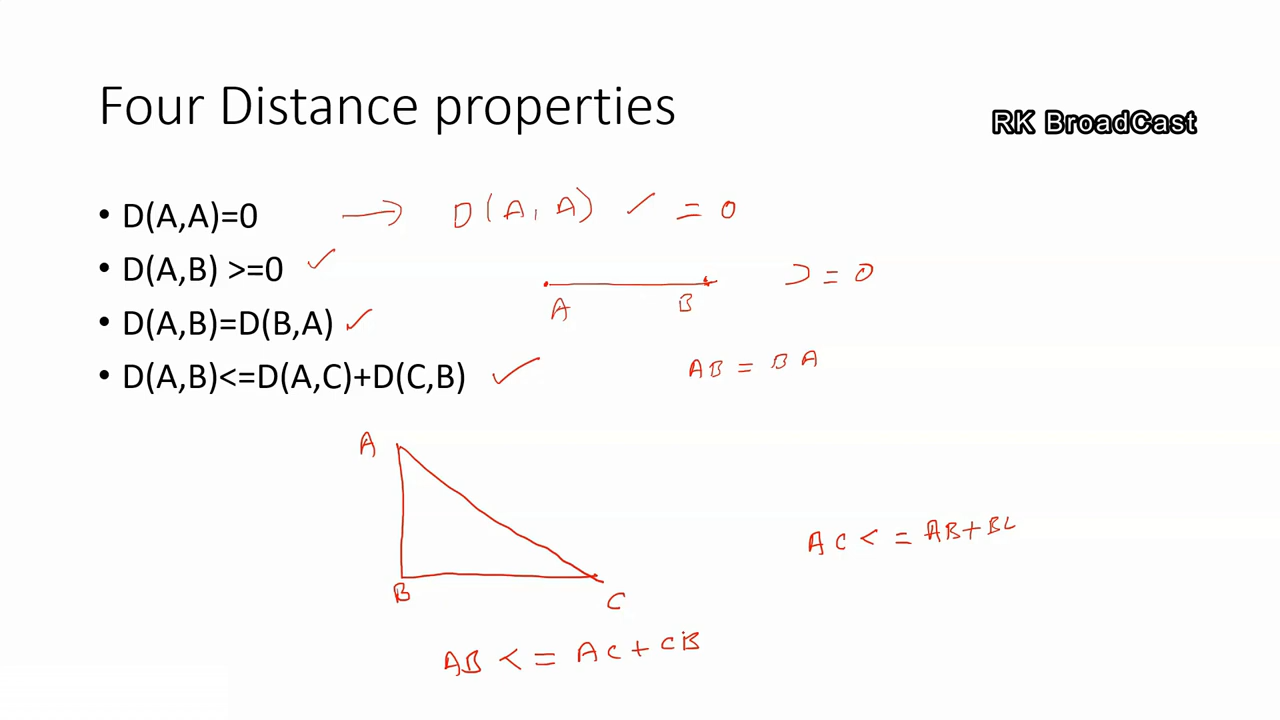 Four Distance properties
RK BroadCast
• D(A,A)=0 → D(A, A) ✓ = 0
• D(A,B) >=0 ✓
A B >= 0
• D(A,B)=D(B,A) ✓
AB = BA
• D(A,B)<=D(A,C)+D(C,B) ✓
A
B
C
AC <= AB+BC
AB <= AC+CB